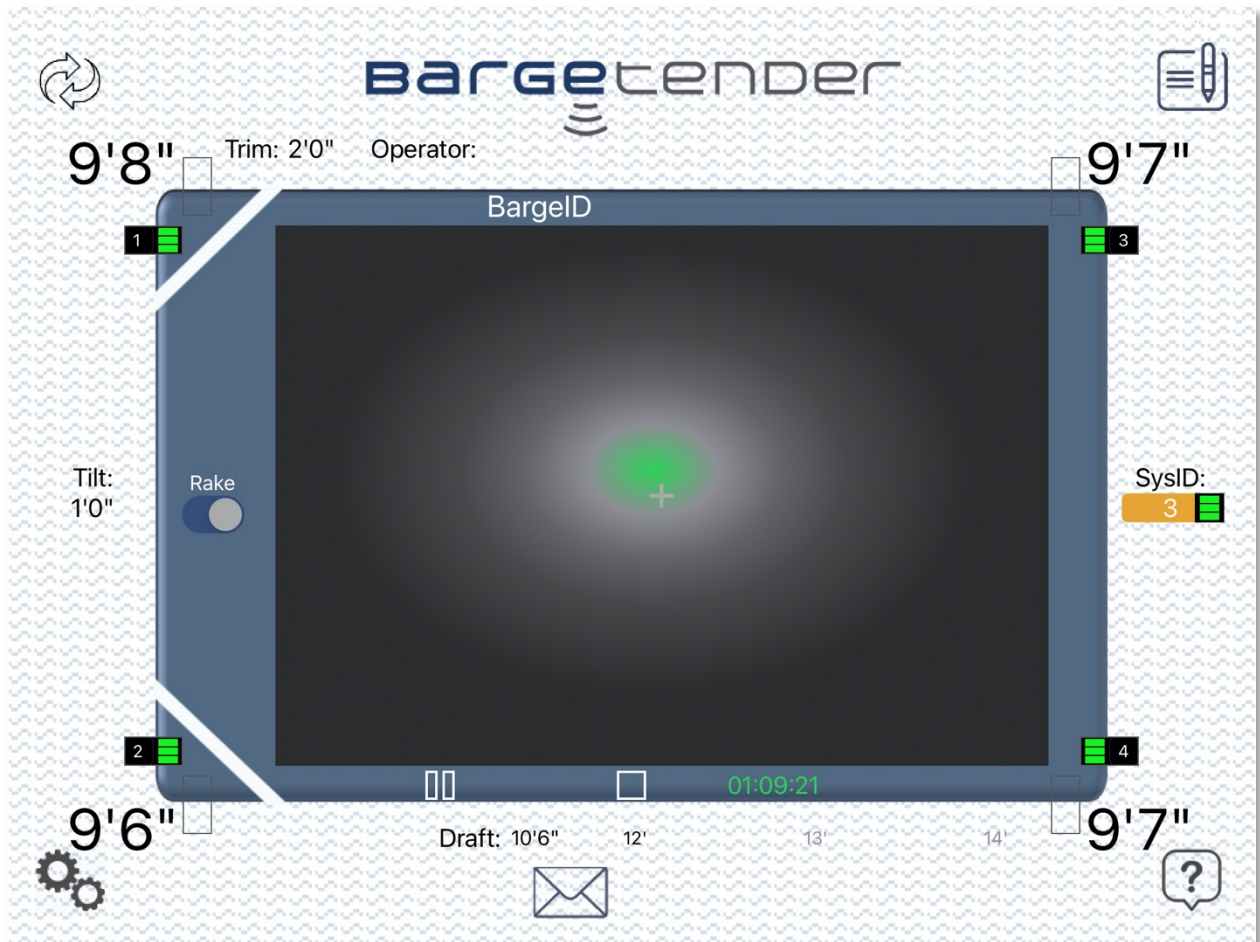 Bargetender
9'8" Trim: 2'0" Operator: 9'7"
BargeID
1 3
Tilt: Rake SysID:
1'0" 3
2 4
01:09:21
9'6" Draft: 10'6" 12' 13' 14' 9'7"
?